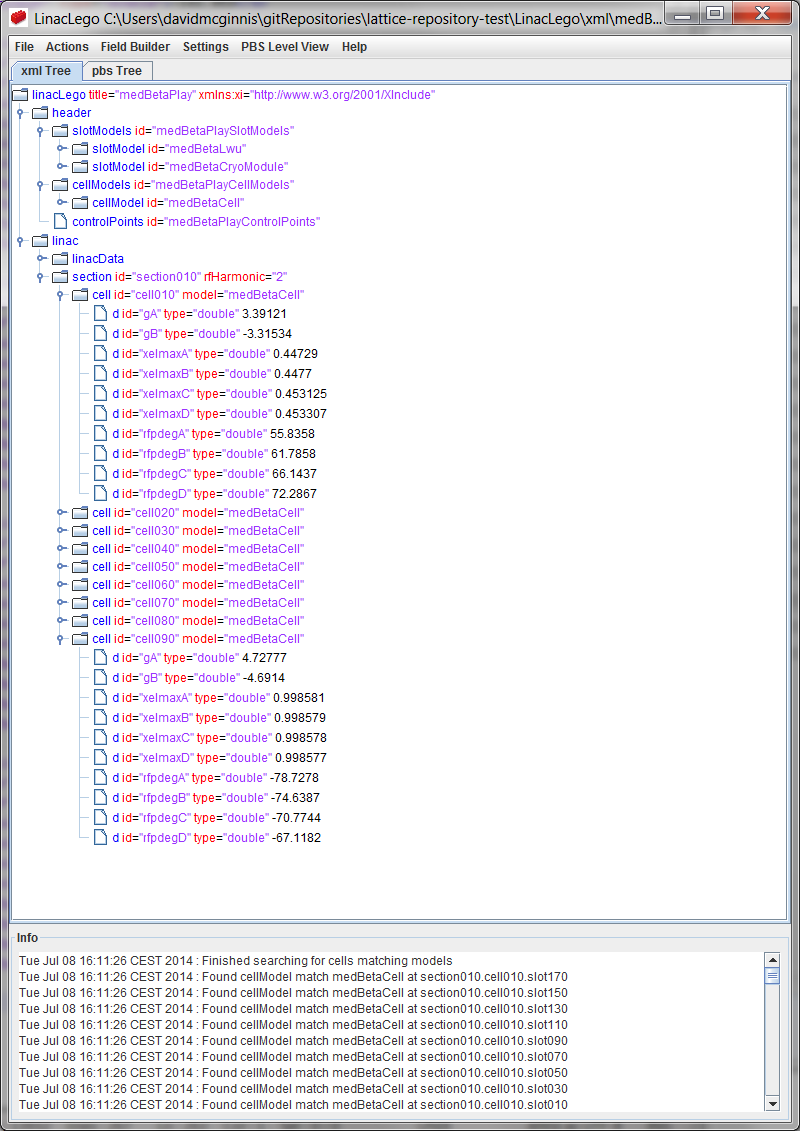 LinacLego C:\Users\davidmcginnis\gitRepositories\lattice-repository-test\LinacLego\xml\medB...
File Actions Field Builder Settings PBS Level View Help
xml Tree pbs Tree
linacLego title="medBetaPlay" xmlns:xi="http://www.w3.org/2001/XInclude"
header
slotModels id="medBetaPlaySlotModels"
slotModel id="medBetaLwu"
slotModel id="medBetaCryoModule"
cellModels id="medBetaPlayCellModels"
cellModel id="medBetaCell"
controlPoints id="medBetaPlayControlPoints"
linac
linacData
section id="section010" rfHarmonic="2"
cell id="cell010" model="medBetaCell"
d id="gA" type="double" 3.39121
d id="gB" type="double" -3.31534
d id="xelmaxA" type="double" 0.44729
d id="xelmaxB" type="double" 0.4477
d id="xelmaxC" type="double" 0.453125
d id="xelmaxD" type="double" 0.453307
d id="rfpdegA" type="double" 55.8358
d id="rfpdegB" type="double" 61.7858
d id="rfpdegC" type="double" 66.1437
d id="rfpdegD" type="double" 72.2867
cell id="cell020" model="medBetaCell"
cell id="cell030" model="medBetaCell"
cell id="cell040" model="medBetaCell"
cell id="cell050" model="medBetaCell"
cell id="cell060" model="medBetaCell"
cell id="cell070" model="medBetaCell"
cell id="cell080" model="medBetaCell"
cell id="cell090" model="medBetaCell"
d id="gA" type="double" 4.72777
d id="gB" type="double" -4.6914
d id="xelmaxA" type="double" 0.998581
d id="xelmaxB" type="double" 0.998579
d id="xelmaxC" type="double" 0.998578
d id="xelmaxD" type="double" 0.998577
d id="rfpdegA" type="double" -78.7278
d id="rfpdegB" type="double" -74.6387
d id="rfpdegC" type="double" -70.7744
d id="rfpdegD" type="double" -67.1182
Info
Tue Jul 08 16:11:26 CEST 2014 : Finished searching for cells matching models
Tue Jul 08 16:11:26 CEST 2014 : Found cellModel match medBetaCell at section010.cell010.slot170
Tue Jul 08 16:11:26 CEST 2014 : Found cellModel match medBetaCell at section010.cell010.slot150
Tue Jul 08 16:11:26 CEST 2014 : Found cellModel match medBetaCell at section010.cell010.slot130
Tue Jul 08 16:11:26 CEST 2014 : Found cellModel match medBetaCell at section010.cell010.slot110
Tue Jul 08 16:11:26 CEST 2014 : Found cellModel match medBetaCell at section010.cell010.slot090
Tue Jul 08 16:11:26 CEST 2014 : Found cellModel match medBetaCell at section010.cell010.slot070
Tue Jul 08 16:11:26 CEST 2014 : Found cellModel match medBetaCell at section010.cell010.slot050
Tue Jul 08 16:11:26 CEST 2014 : Found cellModel match medBetaCell at section010.cell010.slot030
Tue Jul 08 16:11:26 CEST 2014 : Found cellModel match medBetaCell at section010.cell010.slot010